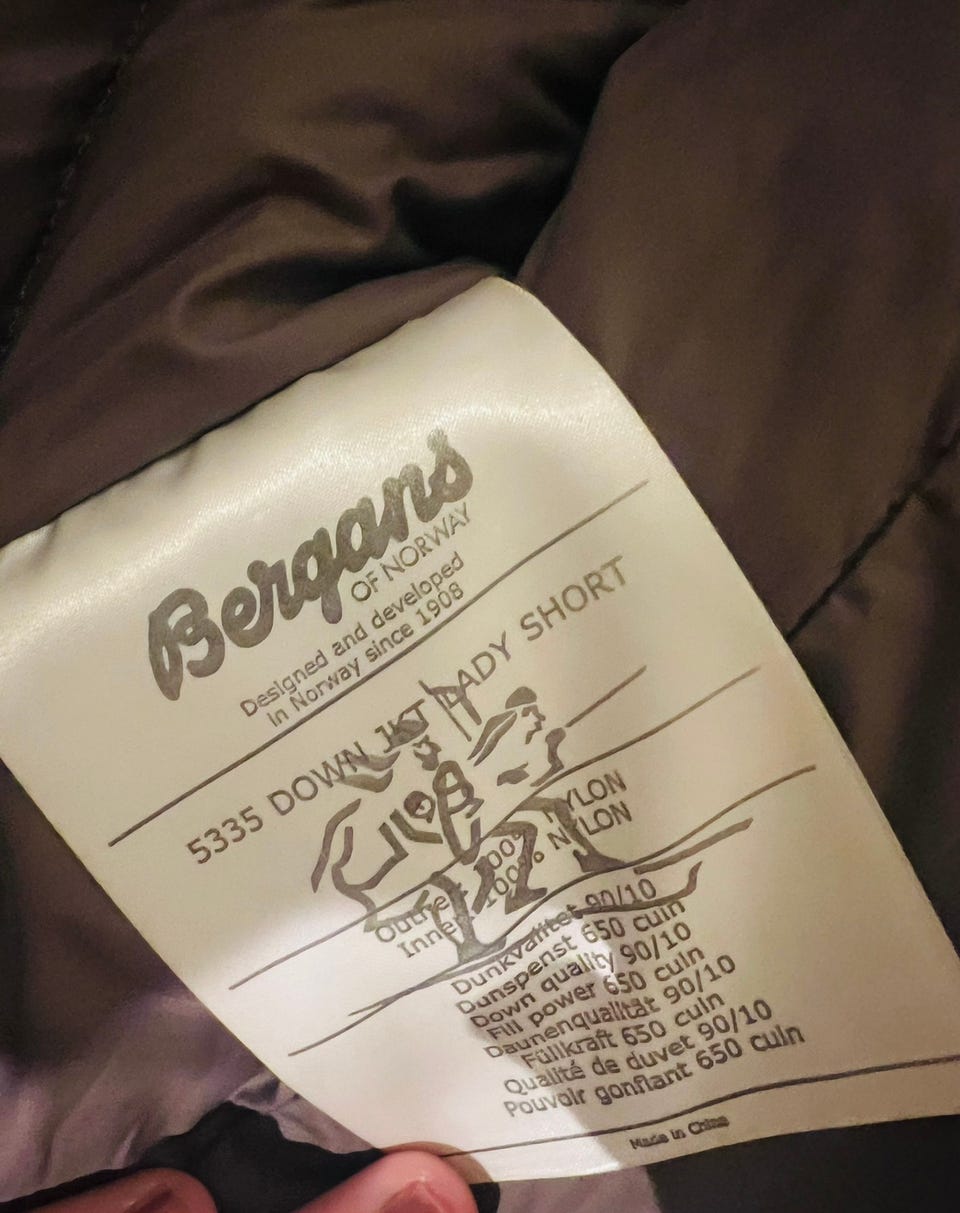 Bergans
OF NORWAY
Designed and developed
in Norway since 1908
5335 DOWN JKT LADY SHORT
100% NYLON
100% NYLON
Dunkvalitet 90/10
Dunspenst 650 cuin
Down quality 90/10
Fill power 650 cuin
Daunenqualität 90/10
Füllkraft 650 cuin
Qualité de duvet 90/10
Pouvoir gonflant 650 cuin
Made in China